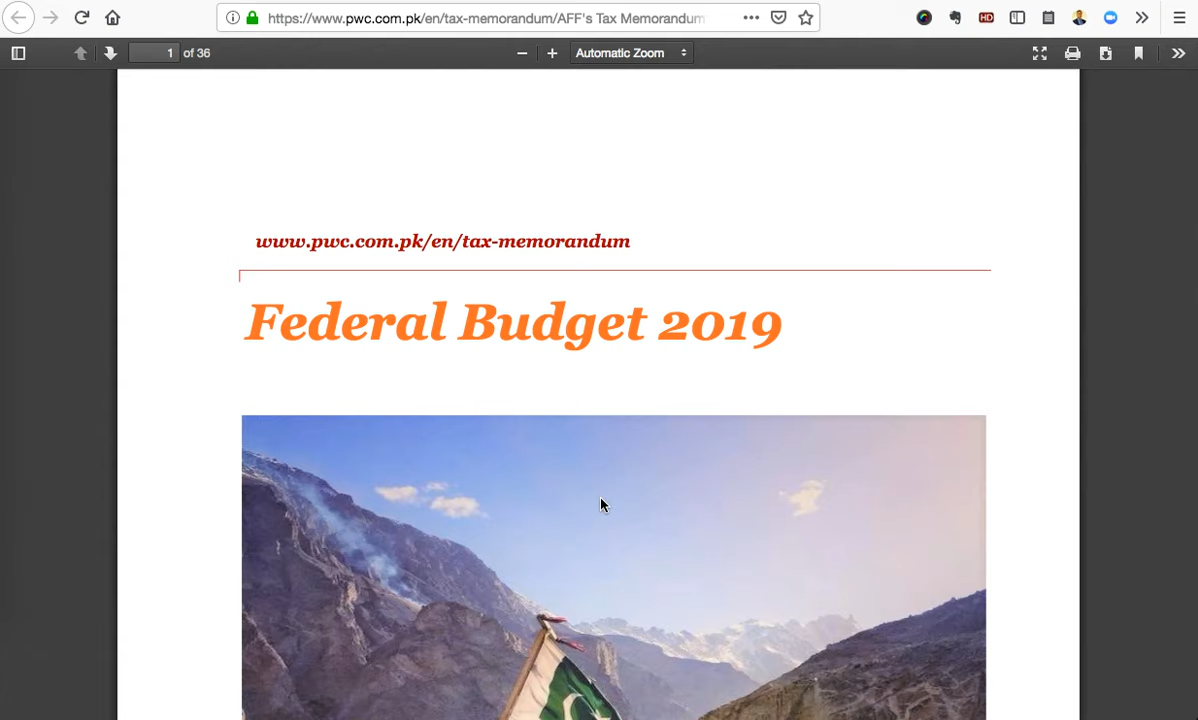 https://www.pwc.com.pk/en/tax-memorandum/AFF's Tax Memorandum
HD
1 of 36
Automatic Zoom
www.pwc.com.pk/en/tax-memorandum
Federal Budget 2019